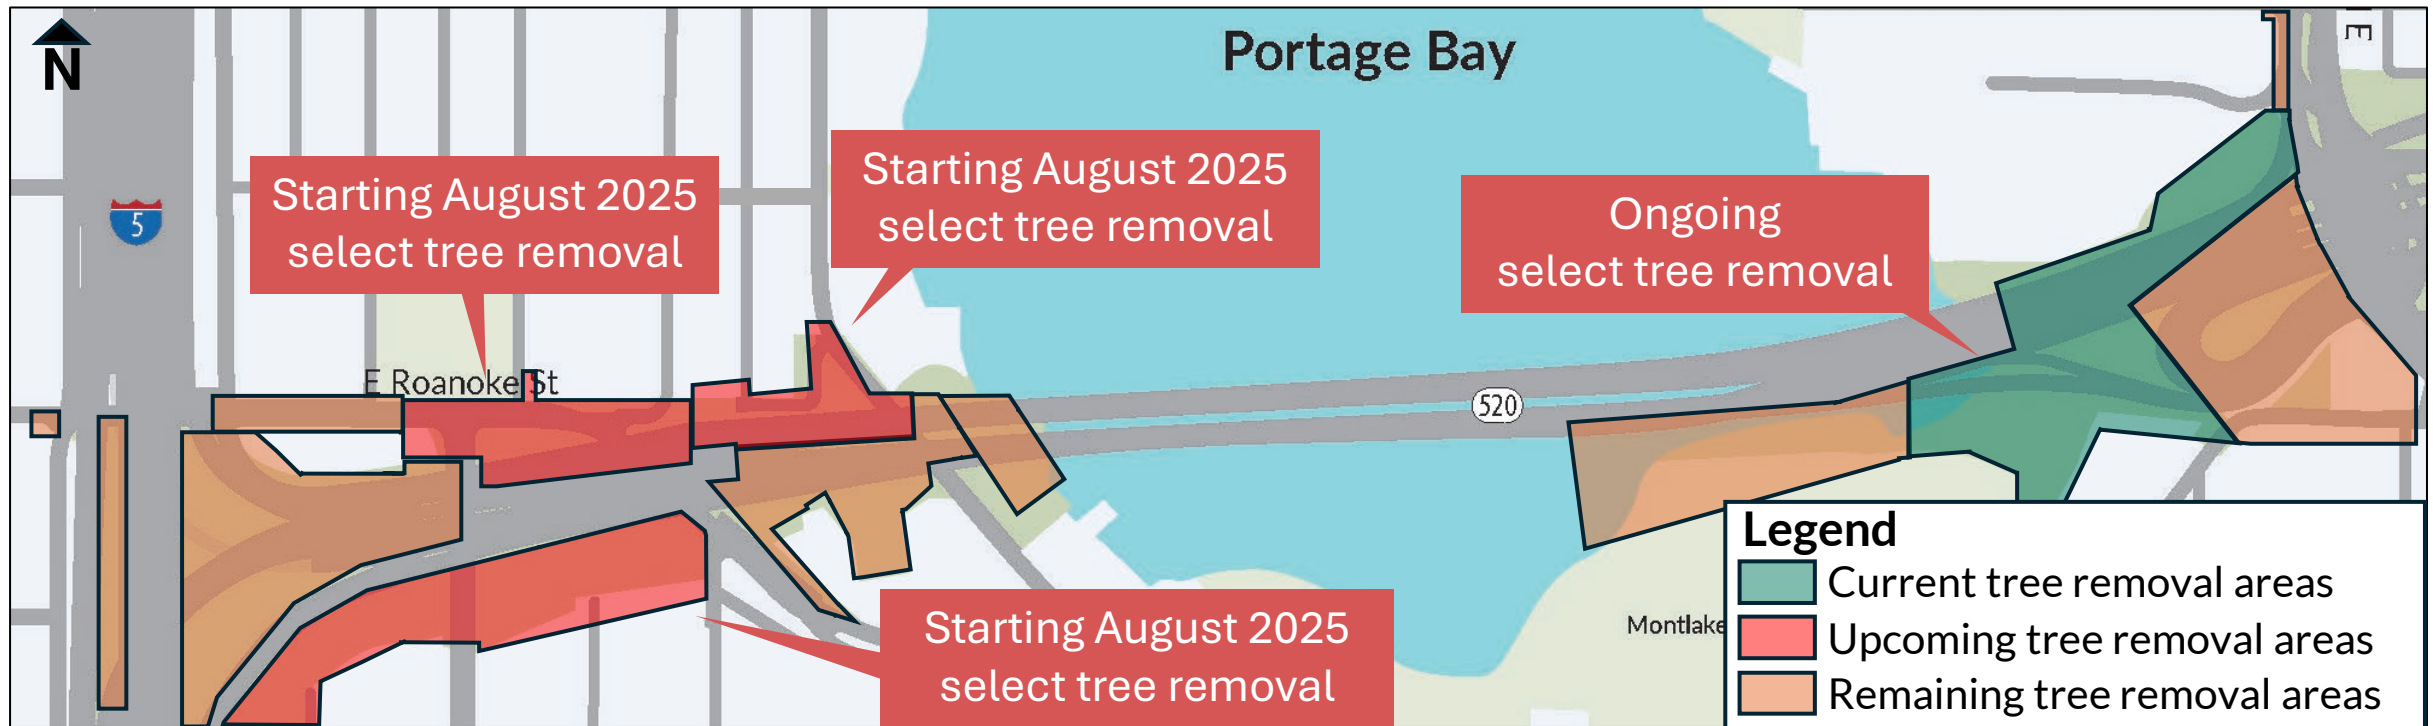 N
Portage Bay
E
5
Starting August 2025
select tree removal
Starting August 2025
select tree removal
Ongoing
select tree removal
E Roanoke St
520
Starting August 2025
select tree removal
Montlake
Legend
Current tree removal areas
Upcoming tree removal areas
Remaining tree removal areas